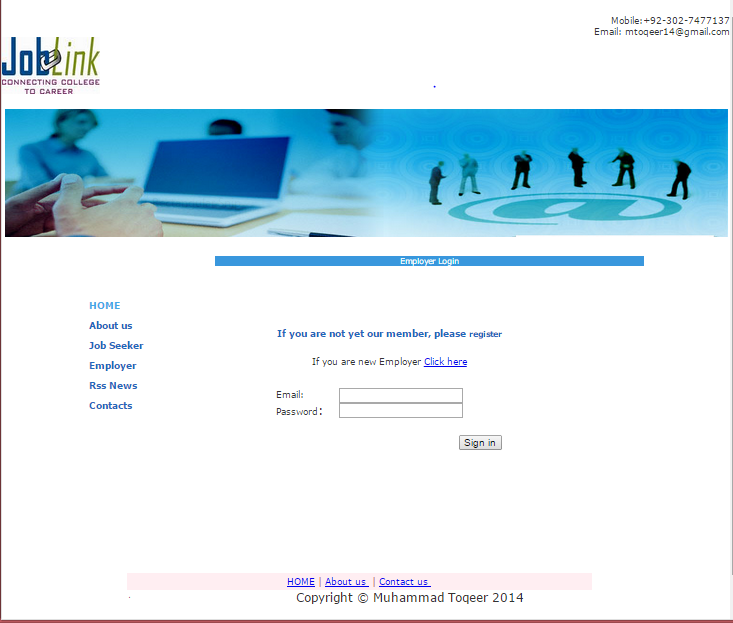 Mobile:+92-302-7477137
Email: mtoqeer14@gmail.com
JobLink
CONNECTING COLLEGE
TO CAREER
@
Employer Login
HOME
About us
Job Seeker
Employer
Rss News
Contacts
If you are not yet our member, please register
If you are new Employer Click here
Email:
Password:
Sign in
HOME | About us | Contact us
Copyright © Muhammad Toqeer 2014